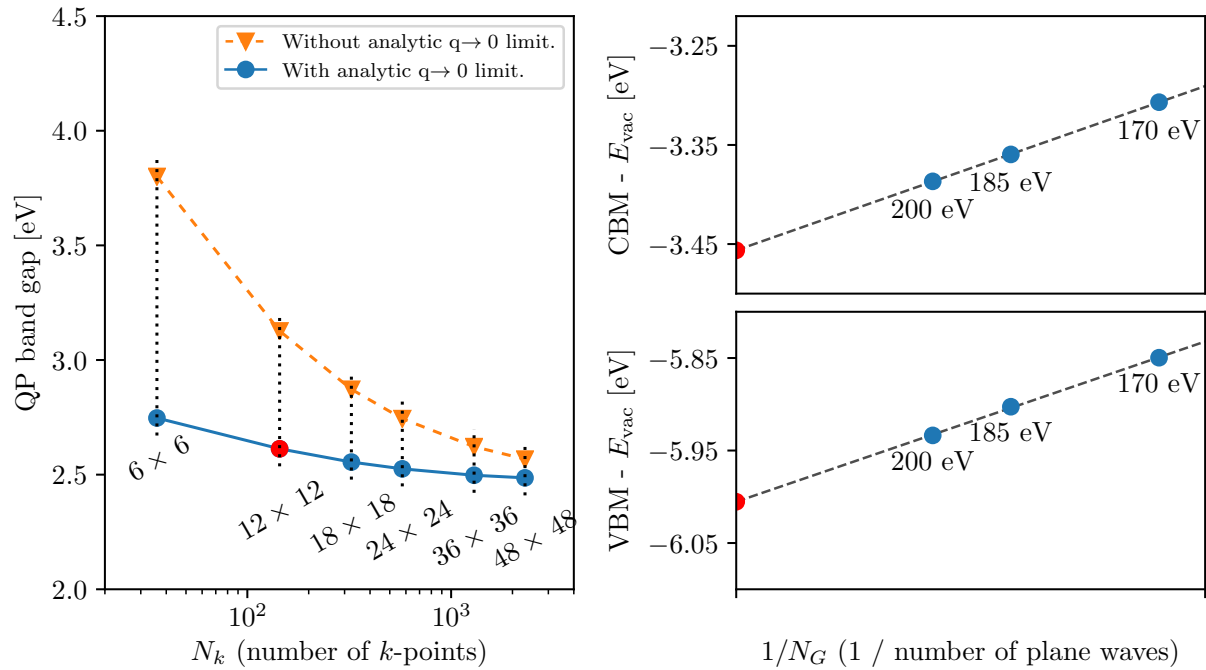 4.5
4.0
3.5
3.0
2.5
2.0
QP band gap [eV]
Without analytic q→ 0 limit.
With analytic q→ 0 limit.
6 × 6
12 × 12
18 × 18
24 × 24
36 × 36
48 × 48
10²
10³
N_k (number of k-points)
CBM - E_vac [eV]
−3.25
−3.35
−3.45
200 eV
185 eV
170 eV
VBM - E_vac [eV]
−5.85
−5.95
−6.05
200 eV
185 eV
170 eV
1/N_G (1 / number of plane waves)